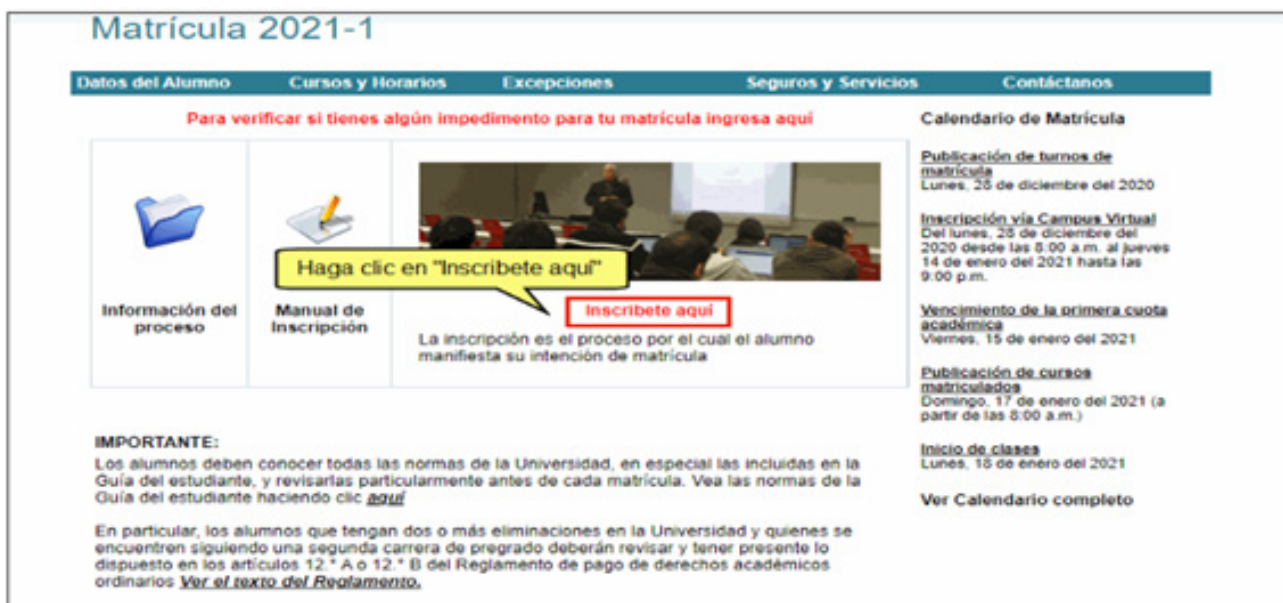 Matrícula 2021-1
Datos del Alumno
Cursos y Horarios
Excepciones
Seguros y Servicios
Contáctanos
Para verificar si tienes algún impedimento para tu matrícula ingresa aquí
Información del
proceso
Manual de
Inscripción
Haga clic en "Inscribete aquí"
Inscribete aquí
La inscripción es el proceso por el cual el alumno
manifiesta su intención de matrícula
Calendario de Matrícula
Publicación de turnos de
matrícula
Lunes, 28 de diciembre del 2020
Inscripción vía Campus Virtual
Del lunes, 28 de diciembre del
2020 desde las 8:00 a.m. al jueves
14 de enero del 2021 hasta las
9:00 p.m.
Vencimiento de la primera cuota
académica
Viernes, 15 de enero del 2021
Publicación de cursos
matriculados
Domingo, 17 de enero del 2021 (a
partir de las 8:00 a.m.)
Inicio de clases
Lunes, 18 de enero del 2021
Ver Calendario completo
IMPORTANTE:
Los alumnos deben conocer todas las normas de la Universidad, en especial las incluidas en la
Guía del estudiante, y revisarlas particularmente antes de cada matrícula. Vea las normas de la
Guía del estudiante haciendo clic aquí
En particular, los alumnos que tengan dos o más eliminaciones en la Universidad y quienes se
encuentren siguiendo una segunda carrera de pregrado deberán revisar y tener presente lo
dispuesto en los artículos 12.° A o 12.° B del Reglamento de pago de derechos académicos
ordinarios Ver el texto del Reglamento.